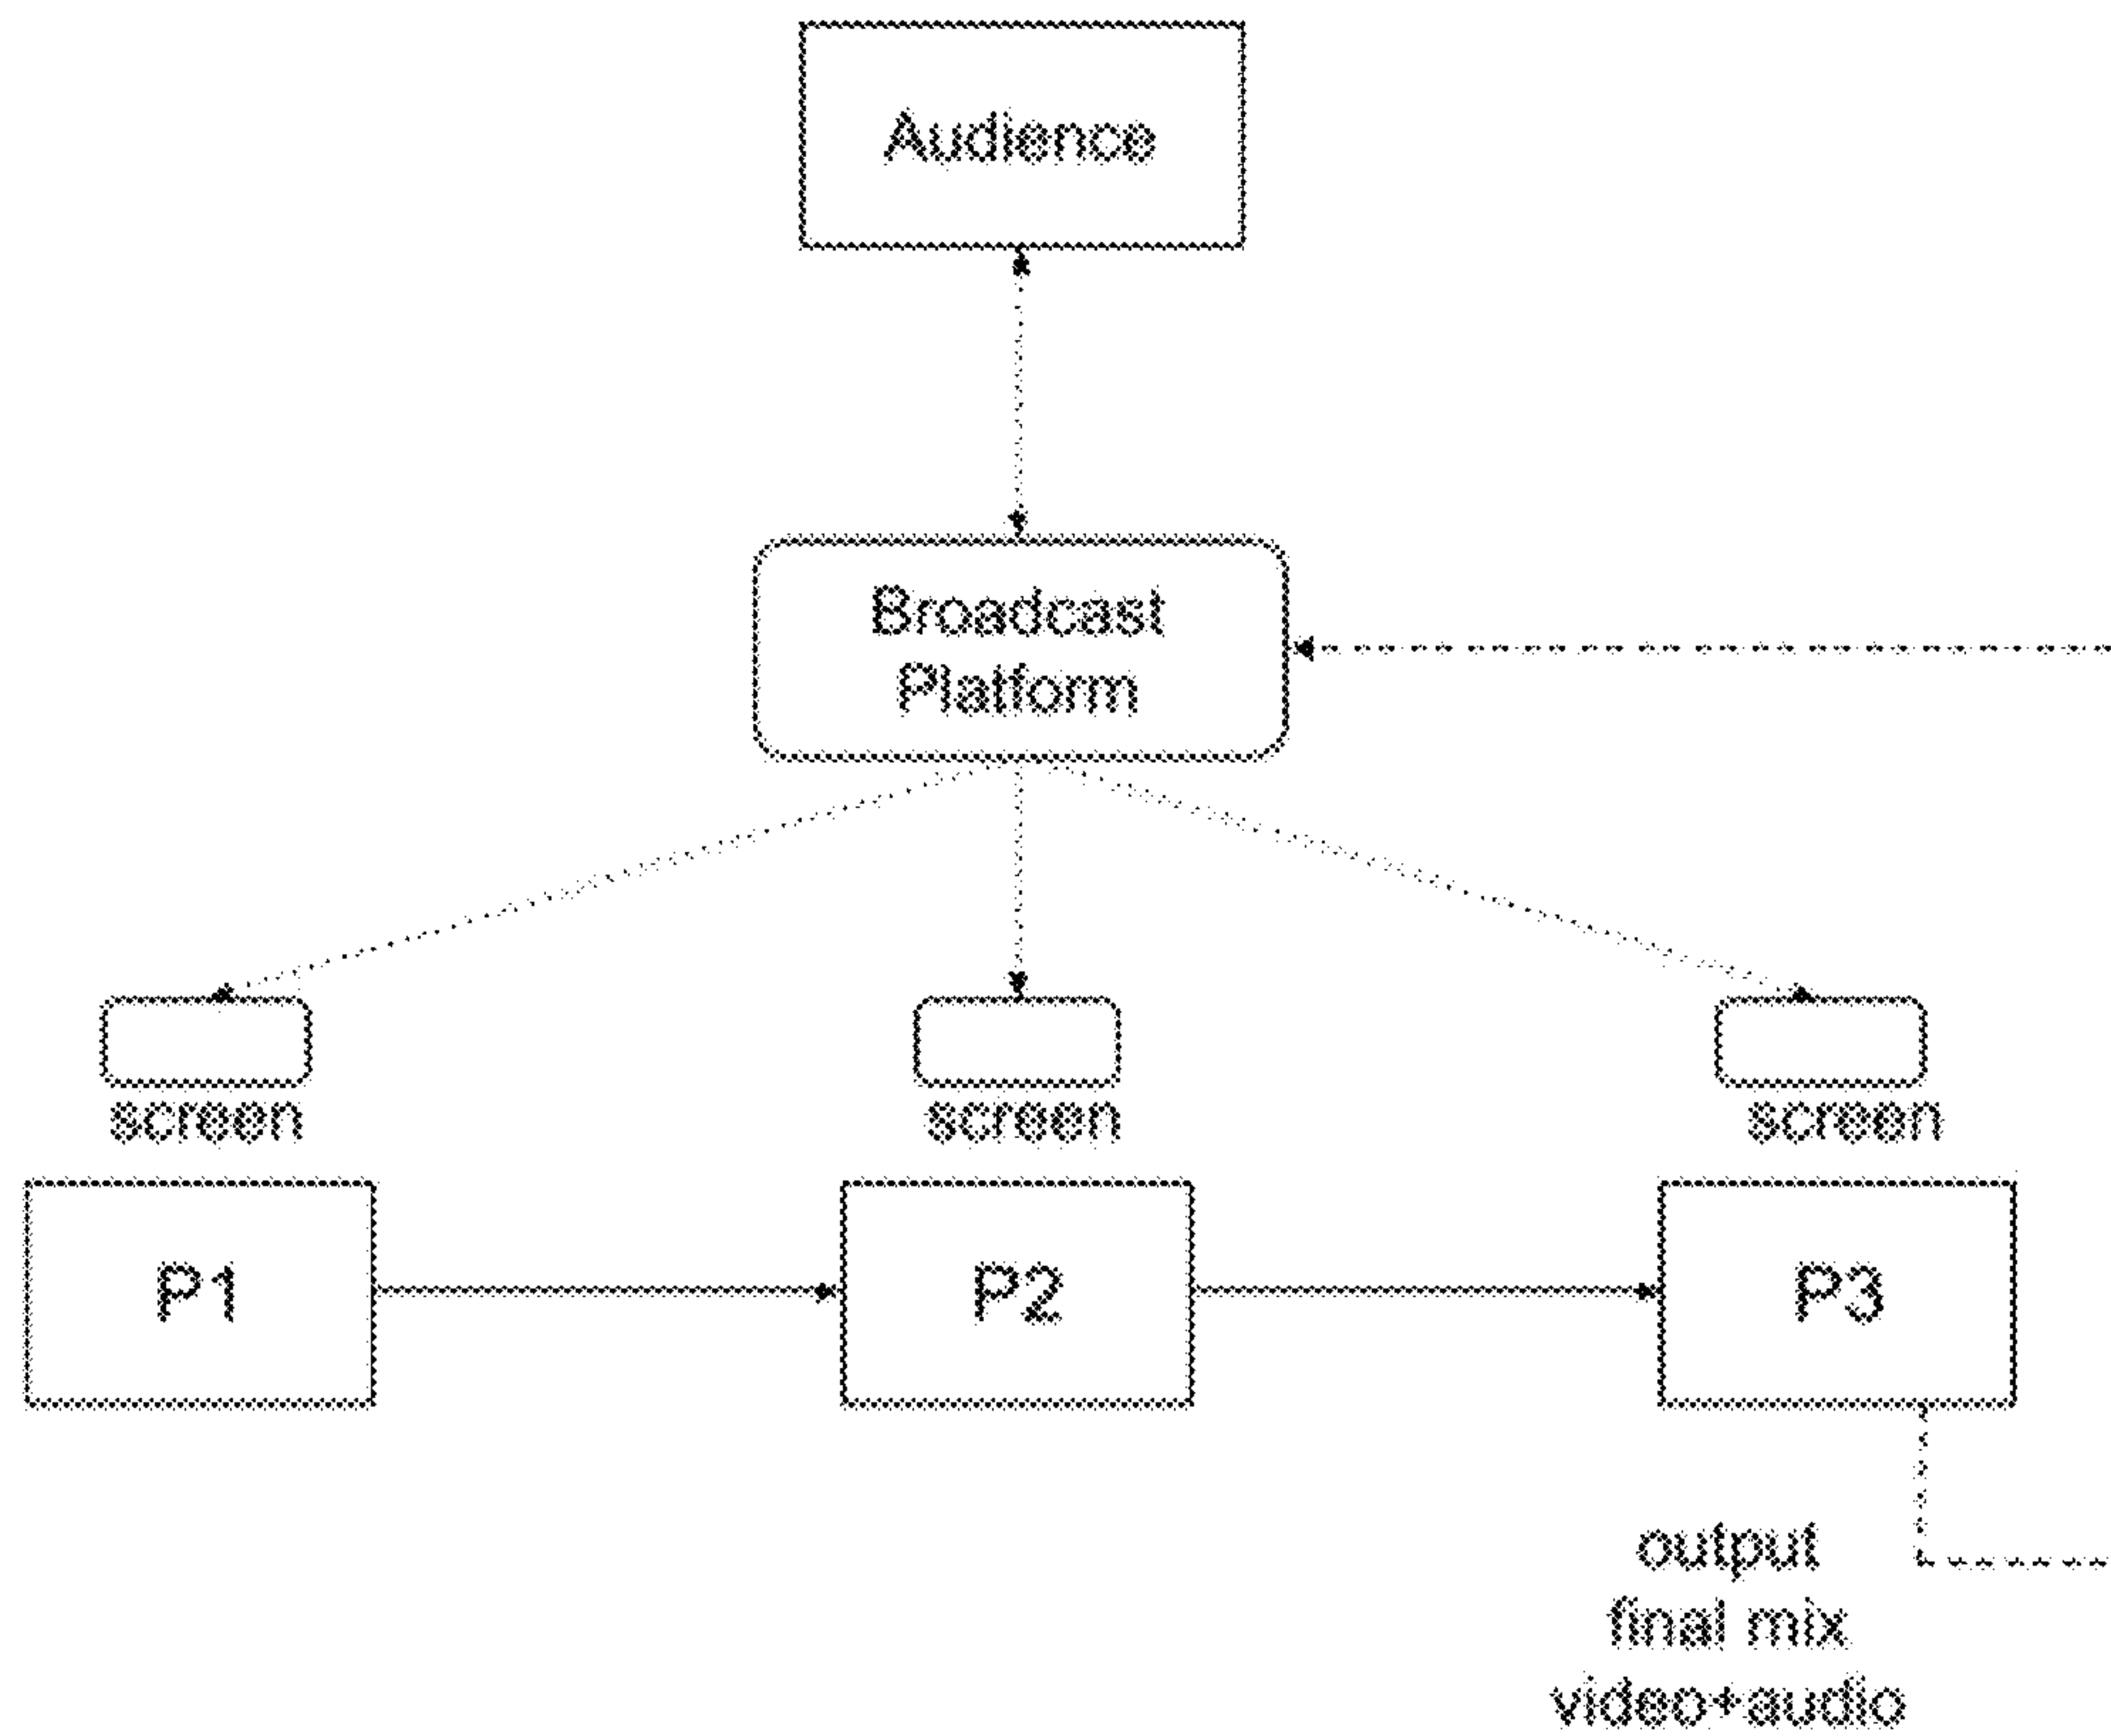 Audience
Broadcast
Platform
screen
screen
screen
P1
P2
P3
output
final mix
video+audio